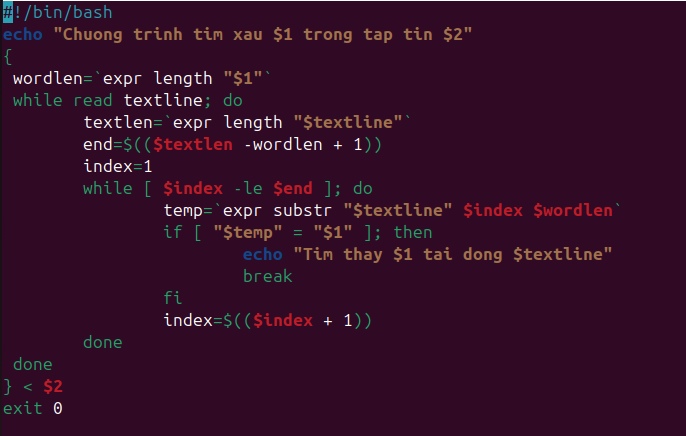 #!/bin/bash
echo "Chuong trinh tim xau $1 trong tap tin $2"
{
 wordlen=`expr length "$1"`
 while read textline; do
        textlen=`expr length "$textline"`
        end=$(($textlen -wordlen + 1))
        index=1
        while [ $index -le $end ]; do
                temp=`expr substr "$textline" $index $wordlen`
                if [ "$temp" = "$1" ]; then
                        echo "Tim thay $1 tai dong $textline"
                        break
                fi
                index=$(($index + 1))
        done
 done
} < $2
exit 0